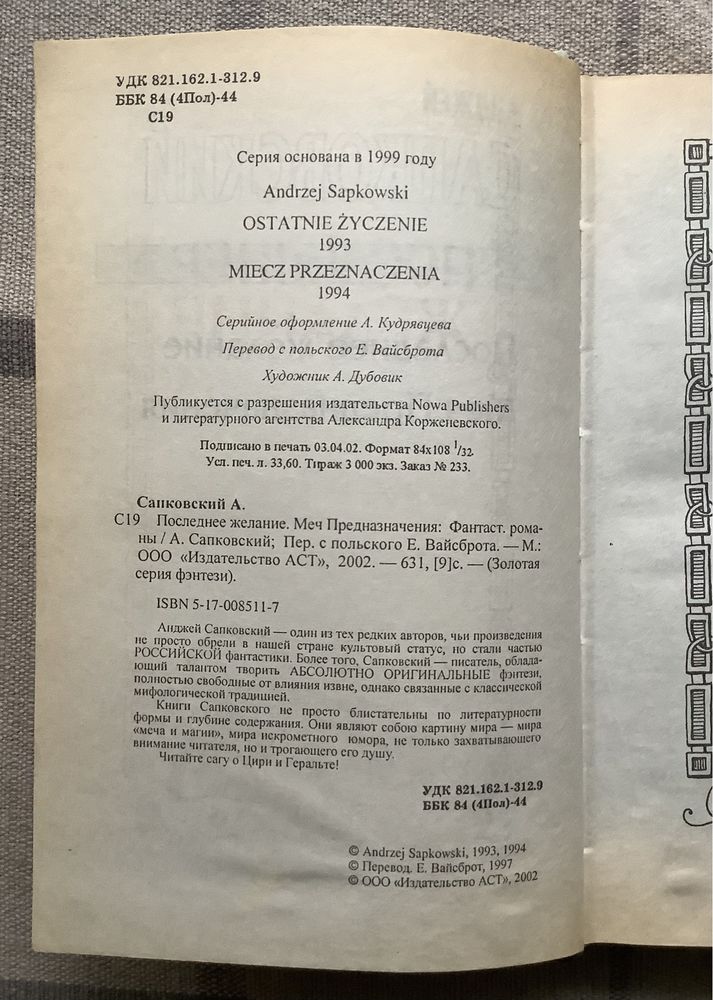 УДК 821.162.1-312.9
ББК 84 (4Пол)-44
С19
Серия основана в 1999 году
Andrzej Sapkowski
OSTATNIE ŻYCZENIE
1993
MIECZ PRZEZNACZENIA
1994
Серийное оформление А. Кудрявцева
Перевод с польского Е. Вайсброта
Художник А. Дубовик
Публикуется с разрешения издательства Nowa Publishers
и литературного агентства Александра Корженевского.
Подписано в печать 03.04.02. Формат 84х108 1/32.
Усл. печ. л. 33,60. Тираж 3 000 экз. Заказ № 233.
Сапковский А.
С19 Последнее желание. Меч Предназначения: Фантаст. рома-
ны / А. Сапковский; Пер. с польского Е. Вайсброта. — М.:
ООО «Издательство АСТ», 2002. — 631, [9]с. — (Золотая
серия фэнтези).
ISBN 5-17-008511-7
Анджей Сапковский — один из тех редких авторов, чьи произведения
не просто обрели в нашей стране культовый статус, но стали частью
РОССИЙСКОЙ фантастики. Более того, Сапковский — писатель, облада-
ющий талантом творить АБСОЛЮТНО ОРИГИНАЛЬНЫЕ фэнтези,
полностью свободные от влияния извне, однако связанные с классической
мифологической традицией.
Книги Сапковского не просто блистательны по литературности
формы и глубине содержания. Они являют собою картину мира — мира
«меча и магии», мира искрометного юмора, не только захватывающего
внимание читателя, но и трогающего его душу.
Читайте сагу о Цири и Геральте!
УДК 821.162.1-312.9
ББК 84 (4Пол)-44
© Andrzej Sapkowski, 1993, 1994
© Перевод. Е. Вайсброт, 1997
© ООО «Издательство АСТ», 2002